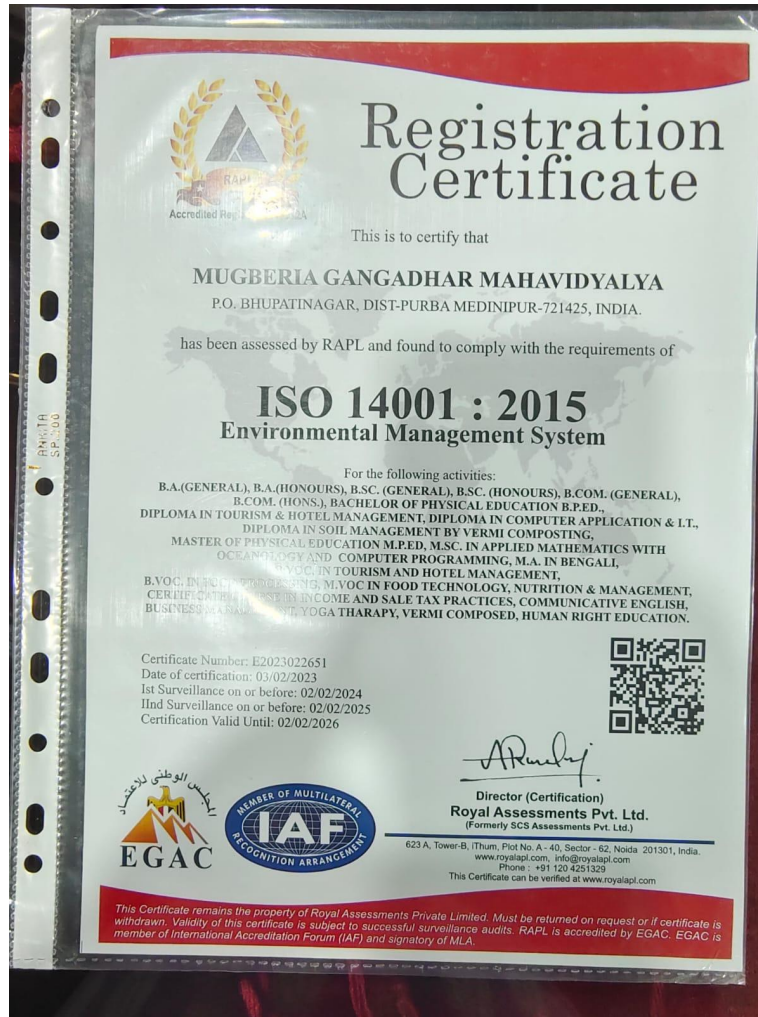 RAPL
Accredited Reg
Registration
Certificate
This is to certify that
MUGBERIA GANGADHAR MAHAVIDYALYA
P.O. BHUPATINAGAR, DIST-PURBA MEDINIPUR-721425, INDIA.
has been assessed by RAPL and found to comply with the requirements of
ISO 14001 : 2015
Environmental Management System
For the following activities:
B.A.(GENERAL), B.A.(HONOURS), B.SC. (GENERAL), B.SC. (HONOURS), B.COM. (GENERAL),
B.COM. (HONS.), BACHELOR OF PHYSICAL EDUCATION B.P.ED.,
DIPLOMA IN TOURISM & HOTEL MANAGEMENT, DIPLOMA IN COMPUTER APPLICATION & I.T.,
DIPLOMA IN SOIL MANAGEMENT BY VERMI COMPOSTING,
MASTER OF PHYSICAL EDUCATION M.P.ED, M.SC. IN APPLIED MATHEMATICS WITH
OCEANOLOGY AND COMPUTER PROGRAMMING, M.A. IN BENGALI,
IN TOURISM AND HOTEL MANAGEMENT,
B.VOC. IN FOOD PROCESSING, M.VOC IN FOOD TECHNOLOGY, NUTRITION & MANAGEMENT,
CERTIFICATE IN INCOME AND SALE TAX PRACTICES, COMMUNICATIVE ENGLISH,
BUSINESS MANAGEMENT, YOGA THARAPY, VERMI COMPOSED, HUMAN RIGHT EDUCATION.
Certificate Number: E2023022651
Date of certification: 03/02/2023
Ist Surveillance on or before: 02/02/2024
IInd Surveillance on or before: 02/02/2025
Certification Valid Until: 02/02/2026
Director (Certification)
Royal Assessments Pvt. Ltd.
(Formerly SCS Assessments Pvt. Ltd.)
623 A, Tower-B, iThum, Plot No. A - 40, Sector - 62, Noida 201301, India.
www.royalapl.com, info@royalapl.com
Phone : +91 120 4251329
This Certificate can be verified at www.royalapl.com
المجلس الوطني للاعتماد
EGAC
MEMBER OF MULTILATERAL
IAF
RECOGNITION ARRANGEMENT
This Certificate remains the property of Royal Assessments Private Limited. Must be returned on request or if certificate is
withdrawn. Validity of this certificate is subject to successful surveillance audits. RAPL is accredited by EGAC. EGAC is
member of International Accreditation Forum (IAF) and signatory of MLA.
ANKITA